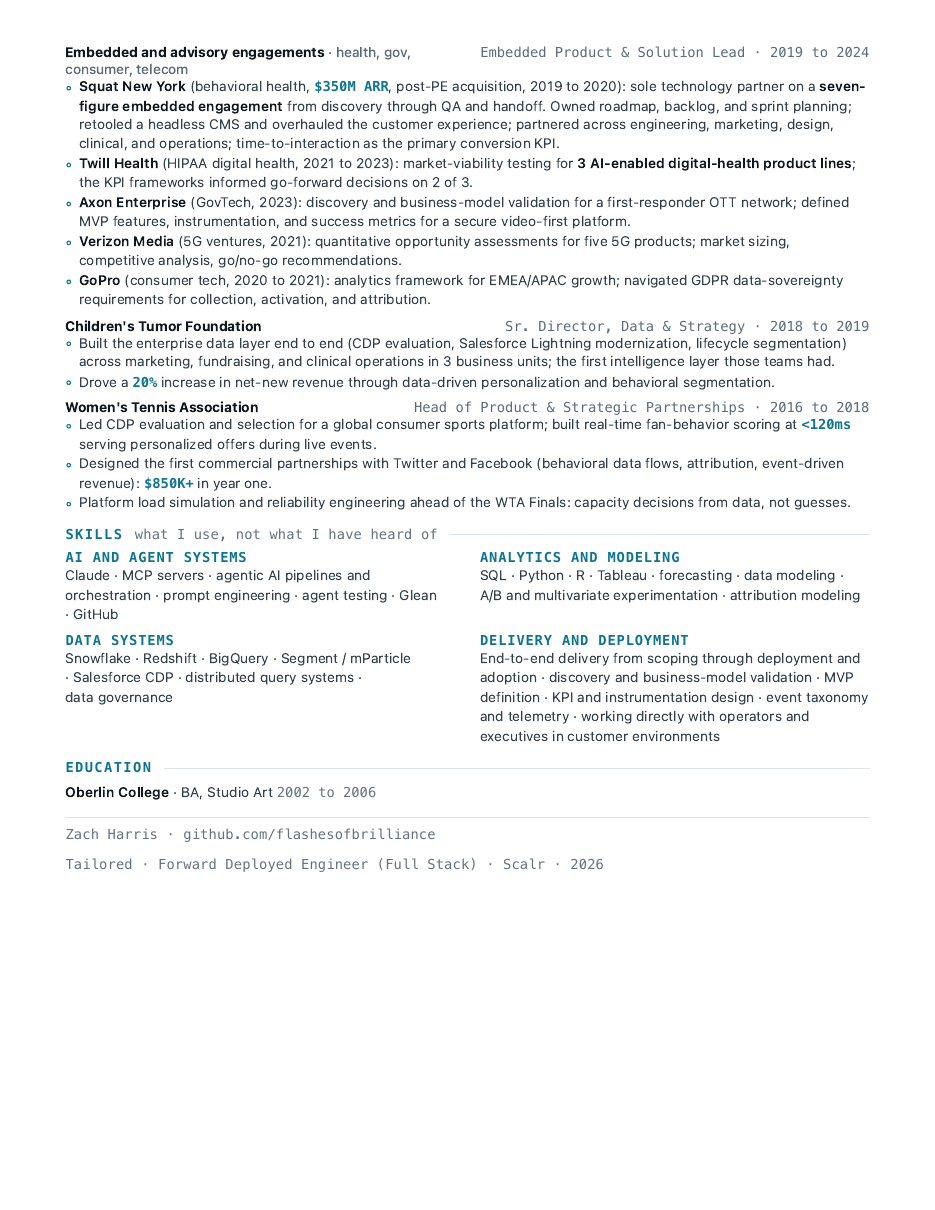 Embedded and advisory engagements · health, gov, consumer, telecom
Embedded Product & Solution Lead · 2019 to 2024
Squat New York (behavioral health, $350M ARR, post-PE acquisition, 2019 to 2020): sole technology partner on a seven-
figure embedded engagement from discovery through QA and handoff. Owned roadmap, backlog, and sprint planning;
retooled a headless CMS and overhauled the customer experience; partnered across engineering, marketing, design,
clinical, and operations; time-to-interaction as the primary conversion KPI.
Twill Health (HIPAA digital health, 2021 to 2023): market-viability testing for 3 AI-enabled digital-health product lines;
the KPI frameworks informed go-forward decisions on 2 of 3.
Axon Enterprise (GovTech, 2023): discovery and business-model validation for a first-responder OTT network; defined
MVP features, instrumentation, and success metrics for a secure video-first platform.
Verizon Media (5G ventures, 2021): quantitative opportunity assessments for five 5G products; market sizing,
competitive analysis, go/no-go recommendations.
GoPro (consumer tech, 2020 to 2021): analytics framework for EMEA/APAC growth; navigated GDPR data-sovereignty
requirements for collection, activation, and attribution.
Children's Tumor Foundation
Sr. Director, Data & Strategy · 2018 to 2019
Built the enterprise data layer end to end (CDP evaluation, Salesforce Lightning modernization, lifecycle segmentation)
across marketing, fundraising, and clinical operations in 3 business units; the first intelligence layer those teams had.
Drove a 20% increase in net-new revenue through data-driven personalization and behavioral segmentation.
Women's Tennis Association
Head of Product & Strategic Partnerships · 2016 to 2018
Led CDP evaluation and selection for a global consumer sports platform; built real-time fan-behavior scoring at <120ms
serving personalized offers during live events.
Designed the first commercial partnerships with Twitter and Facebook (behavioral data flows, attribution, event-driven
revenue): $850K+ in year one.
Platform load simulation and reliability engineering ahead of the WTA Finals: capacity decisions from data, not guesses.
SKILLS what I use, not what I have heard of
AI AND AGENT SYSTEMS
Claude · MCP servers · agentic AI pipelines and
orchestration · prompt engineering · agent testing · Glean
· GitHub
ANALYTICS AND MODELING
SQL · Python · R · Tableau · forecasting · data modeling ·
A/B and multivariate experimentation · attribution modeling
DATA SYSTEMS
Snowflake · Redshift · BigQuery · Segment / mParticle
· Salesforce CDP · distributed query systems ·
data governance
DELIVERY AND DEPLOYMENT
End-to-end delivery from scoping through deployment and
adoption · discovery and business-model validation · MVP
definition · KPI and instrumentation design · event taxonomy
and telemetry · working directly with operators and
executives in customer environments
EDUCATION
Oberlin College · BA, Studio Art 2002 to 2006
Zach Harris · github.com/flashesofbrilliance
Tailored · Forward Deployed Engineer (Full Stack) · Scalr · 2026